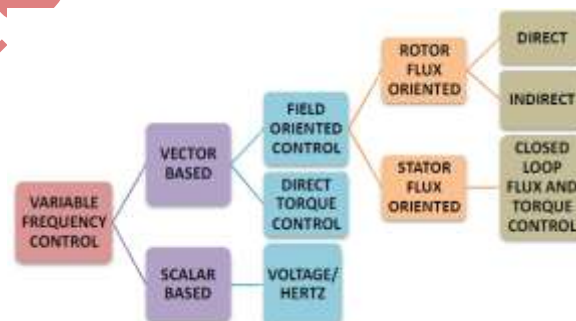 VARIABLE
FREQUENCY
CONTROL
VECTOR
BASED
SCALAR
BASED
FIELD
ORIENTED
CONTROL
DIRECT
TORQUE
CONTROL
VOLTAGE/
HERTZ
ROTOR
FLUX
ORIENTED
STATOR
FLUX
ORIENTED
DIRECT
INDIRECT
CLOSED
LOOP
FLUX AND
TORQUE
CONTROL